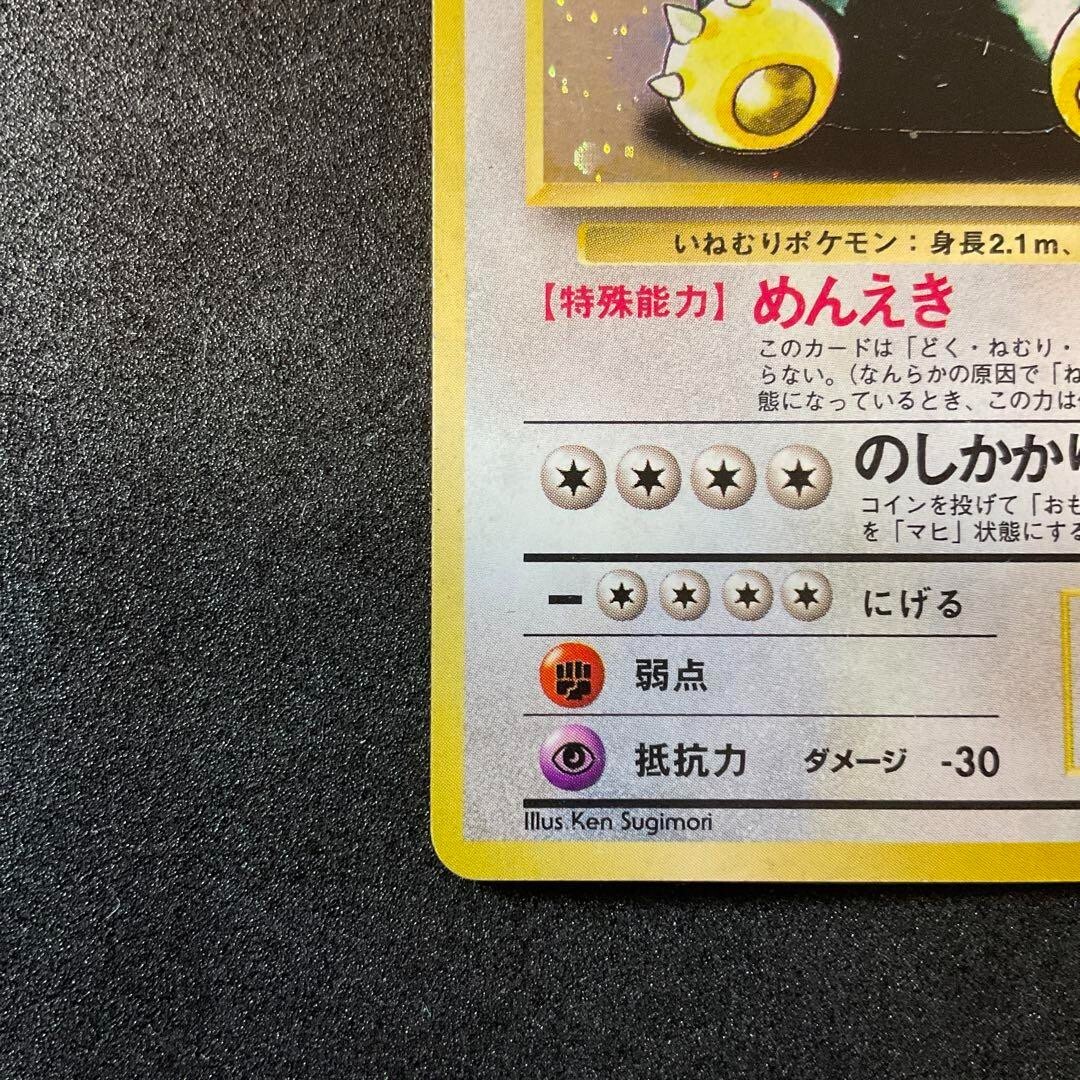 いねむりポケモン：身長2.1m、
【特殊能力】 めんえき
このカードは「どく・ねむり・
らない。（なんらかの原因で「ね
態になっているとき、この力は
のしかかり
コインを投げて「おも
を「マヒ」状態にする
− にげる
弱点
抵抗力 ダメージ -30
Illus. Ken Sugimori